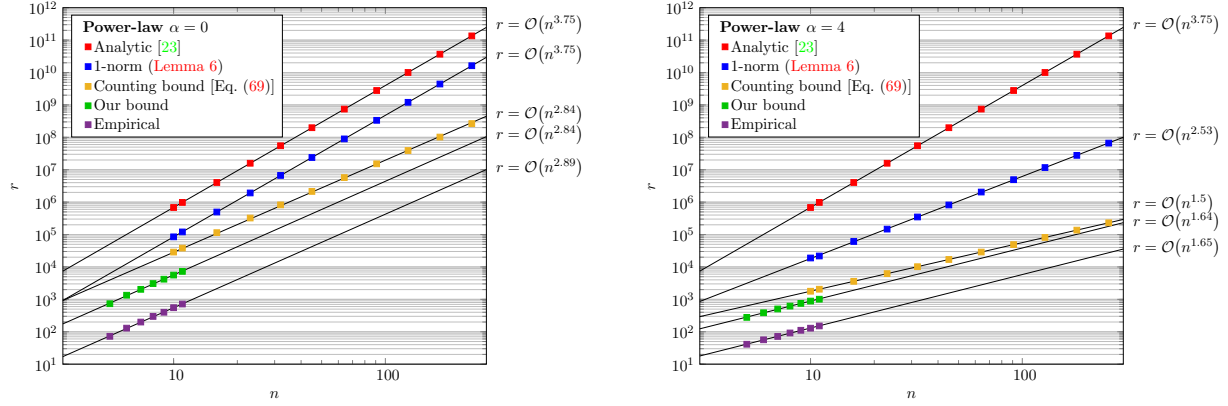 Power-law α = 0
Analytic [23]
1-norm (Lemma 6)
Counting bound [Eq. (69)]
Our bound
Empirical
10^12
10^11
10^10
10^9
10^8
10^7
10^6
10^5
10^4
10^3
10^2
10^1
r
10
100
n
r = O(n^3.75)
r = O(n^3.75)
r = O(n^2.84)
r = O(n^2.84)
r = O(n^2.89)
Power-law α = 4
Analytic [23]
1-norm (Lemma 6)
Counting bound [Eq. (69)]
Our bound
Empirical
10^12
10^11
10^10
10^9
10^8
10^7
10^6
10^5
10^4
10^3
10^2
10^1
r
10
100
n
r = O(n^3.75)
r = O(n^2.53)
r = O(n^1.5)
r = O(n^1.64)
r = O(n^1.65)